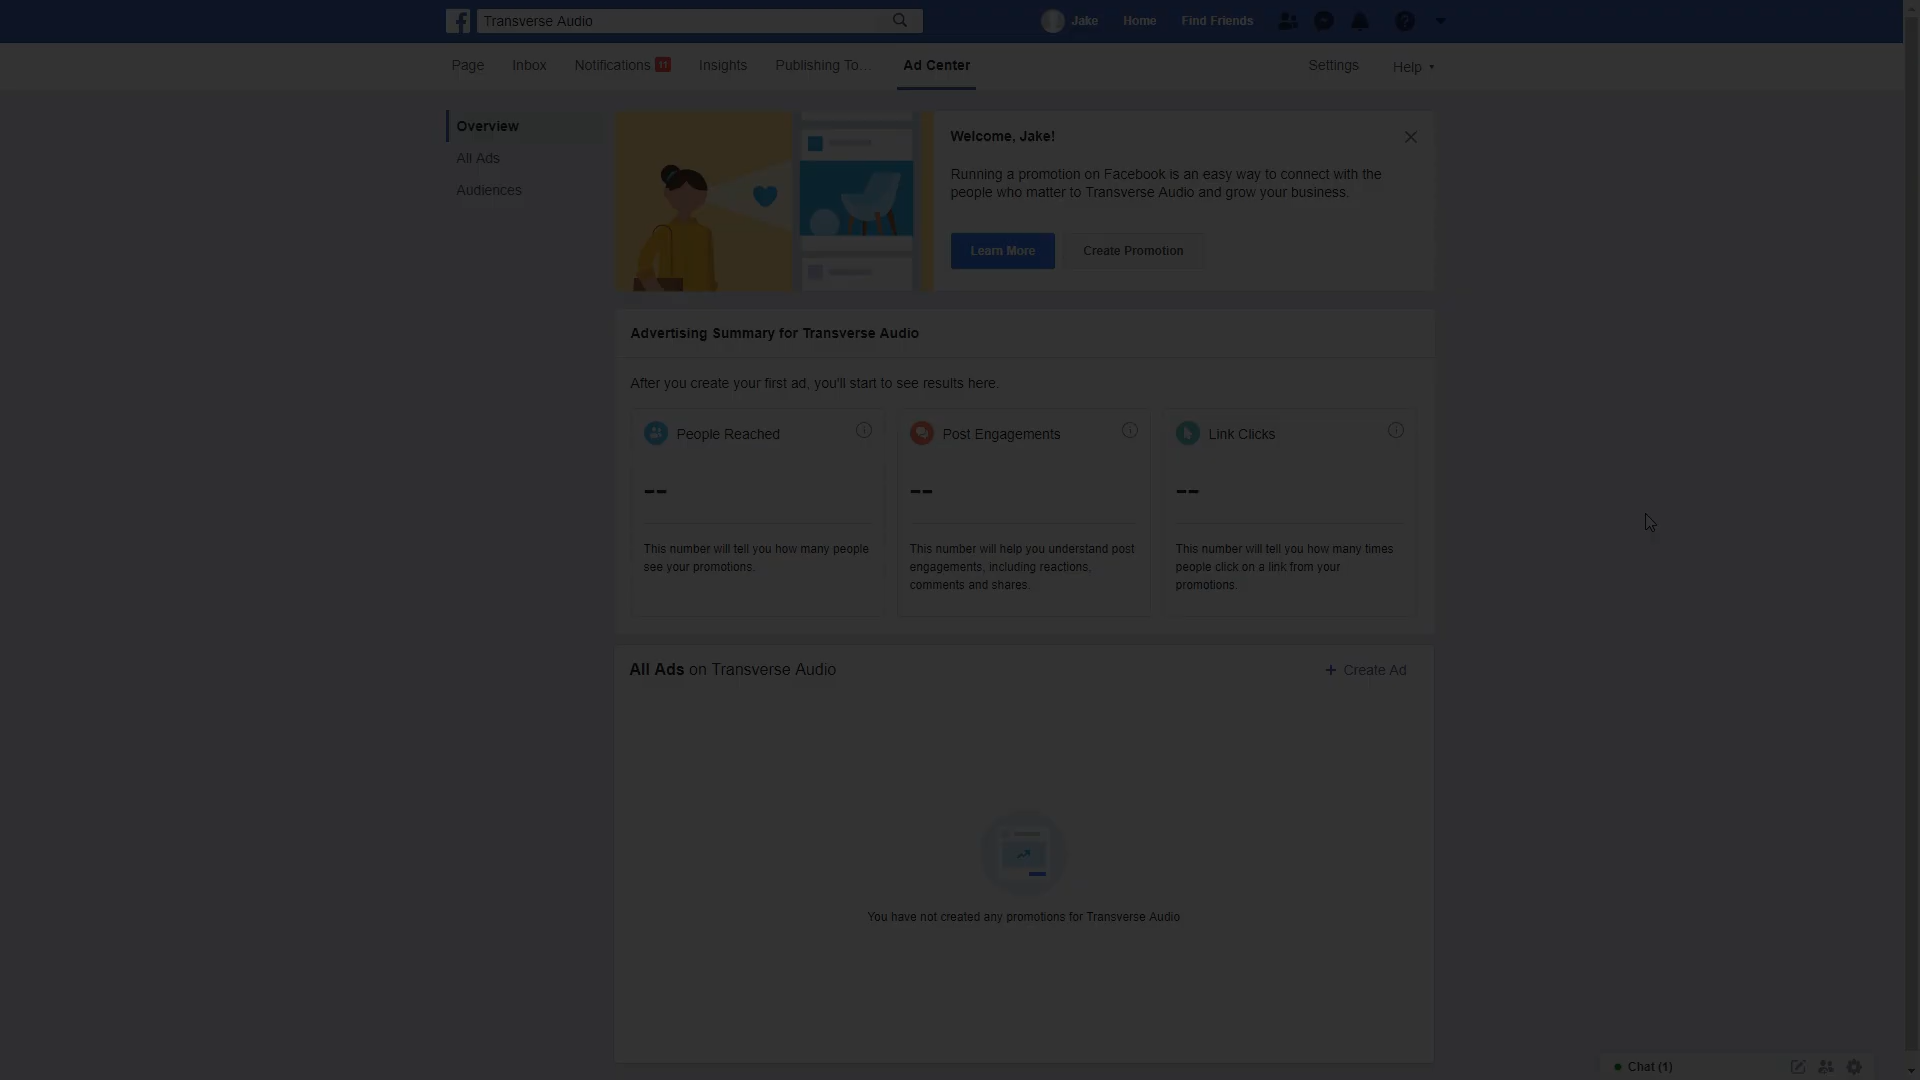 Transverse Audio
Jake
Home
Find Friends
Page
Inbox
Notifications 11
Insights
Publishing To…
Ad Center
Settings
Help
Overview
All Ads
Audiences
Welcome, Jake!
Running a promotion on Facebook is an easy way to connect with the
people who matter to Transverse Audio and grow your business.
Learn More
Create Promotion
Advertising Summary for Transverse Audio
After you create your first ad, you'll start to see results here.
People Reached
--
This number will tell you how many people
see your promotions.
Post Engagements
--
This number will help you understand post
engagements, including reactions,
comments and shares.
Link Clicks
--
This number will tell you how many times
people click on a link from your
promotions.
All Ads on Transverse Audio
+ Create Ad
You have not created any promotions for Transverse Audio
Chat (1)